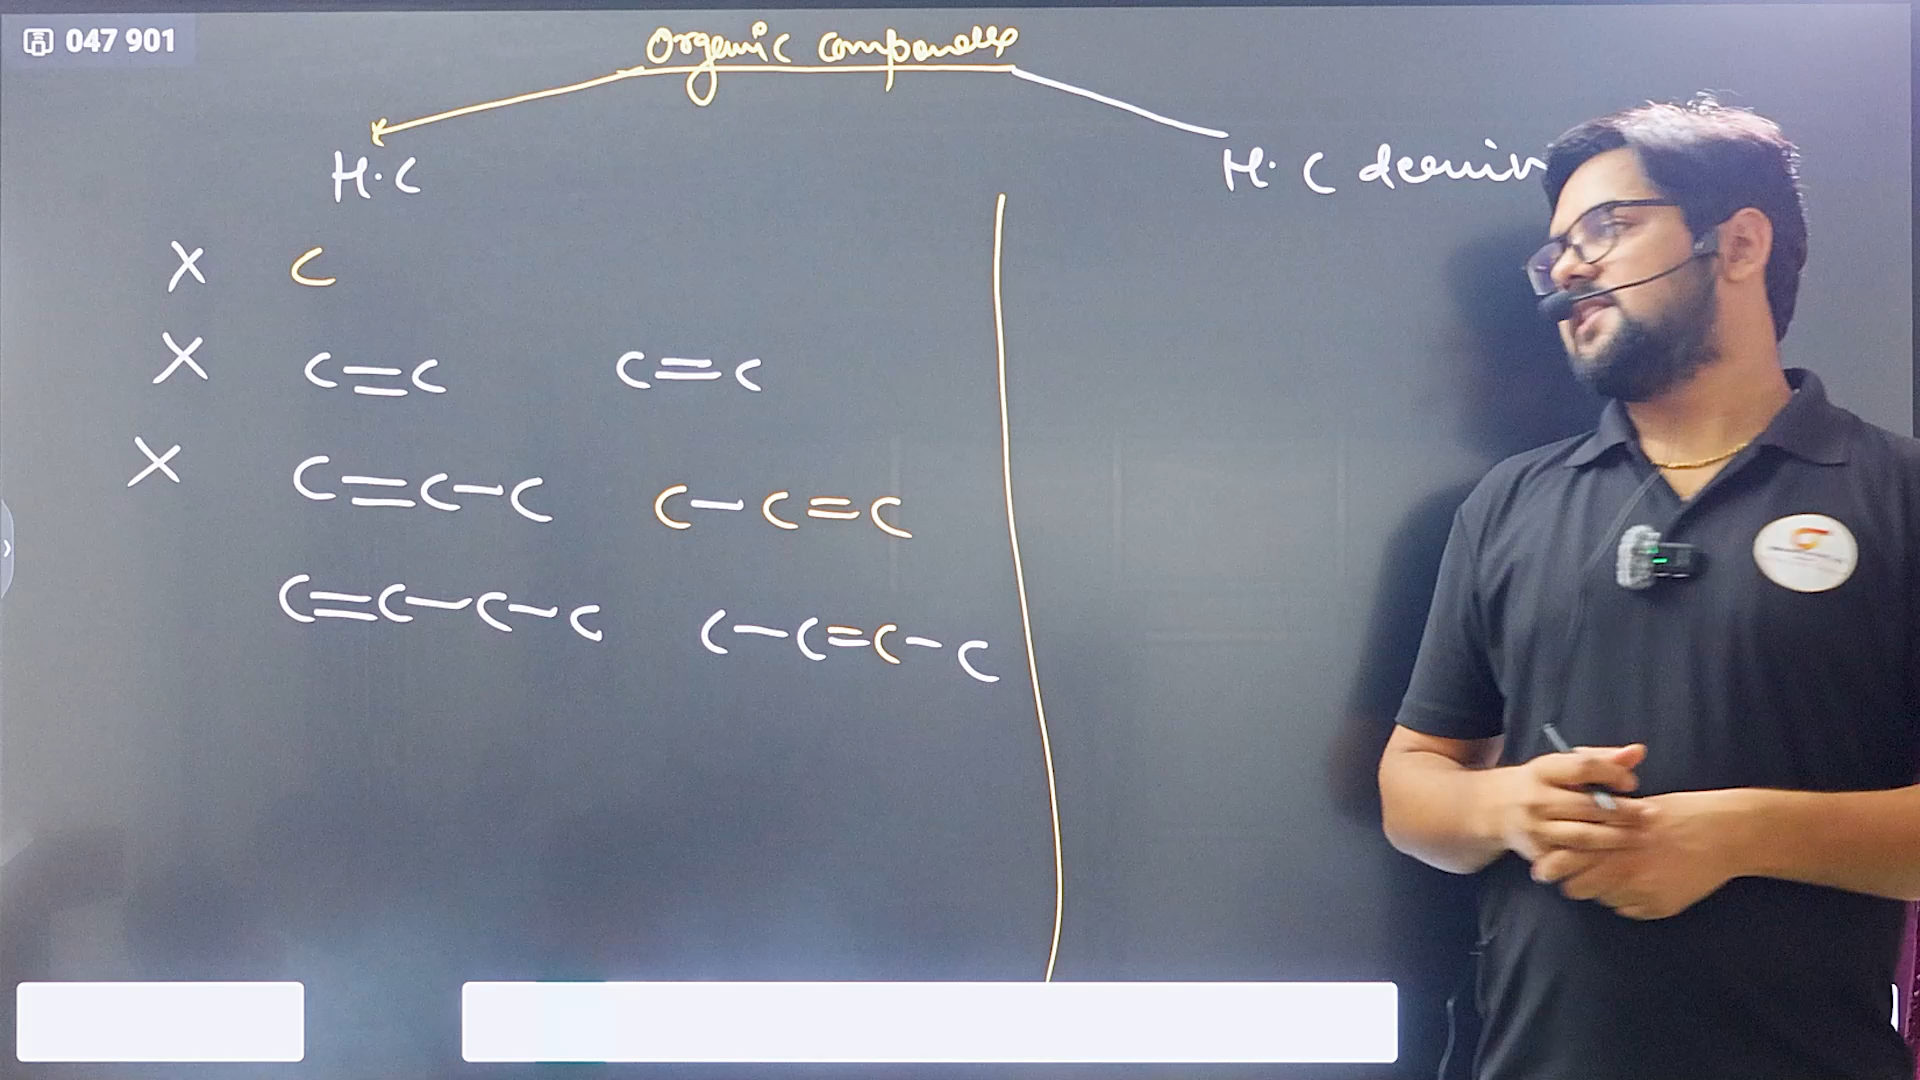 047 901
Organic compounds
H.C
H.C deriv
X C
X C=C C=C
X C=C-C C-C=C
C=C-C-C C-C=C-C